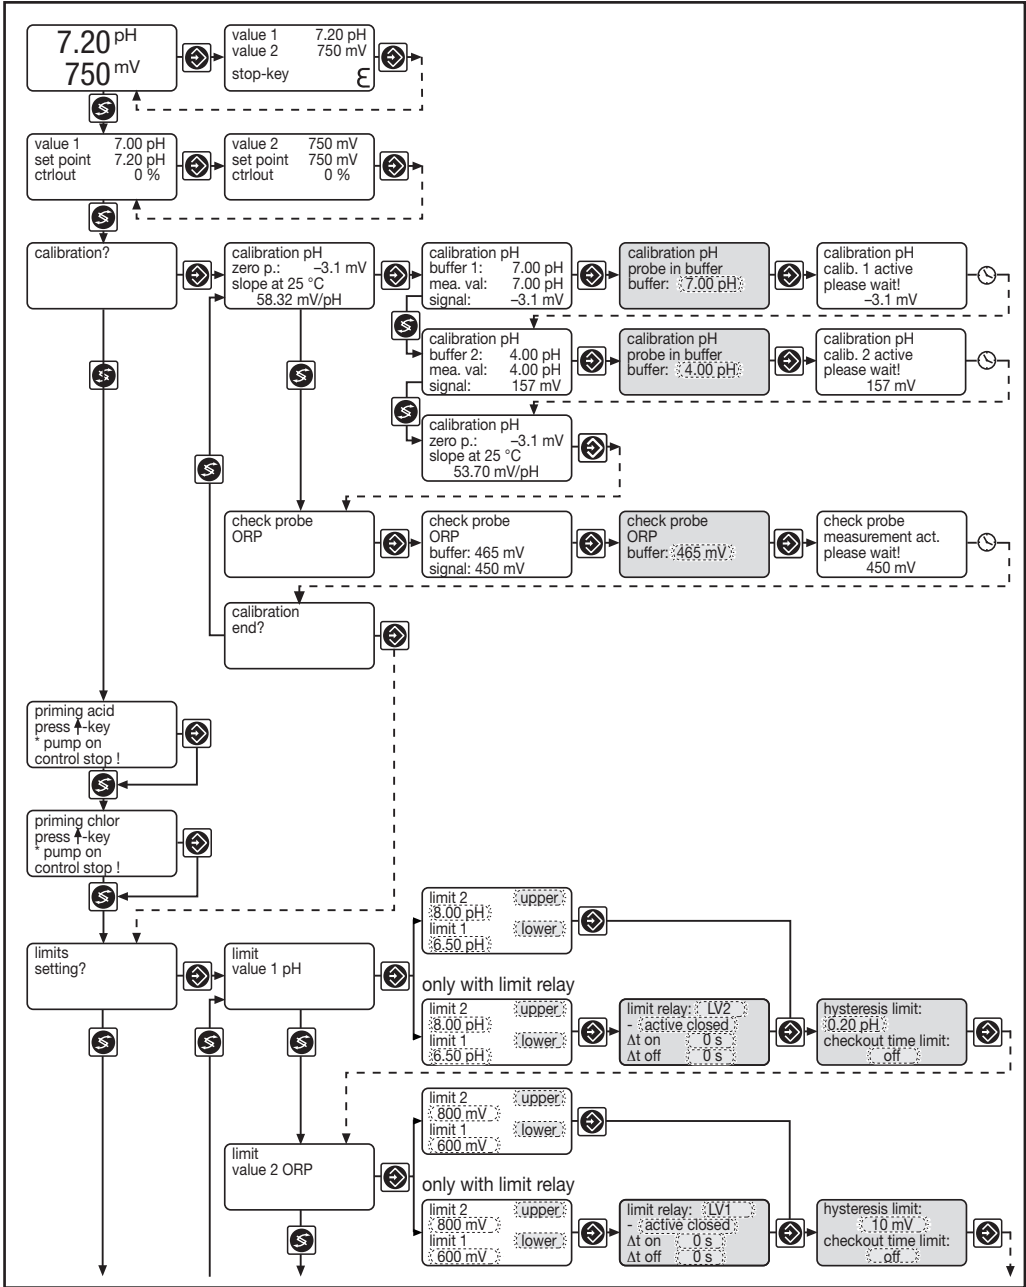 7.20 pH
750 mV
value 1 7.20 pH
value 2 750 mV
stop-key ε
value 1 7.00 pH
set point 7.20 pH
ctrlout 0 %
value 2 750 mV
set point 750 mV
ctrlout 0 %
calibration?
calibration pH
zero p.: –3.1 mV
slope at 25 °C
58.32 mV/pH
calibration pH
buffer 1: 7.00 pH
mea. val: 7.00 pH
signal: –3.1 mV
calibration pH
probe in buffer
buffer: 7.00 pH
calibration pH
calib. 1 active
please wait!
–3.1 mV
calibration pH
buffer 2: 4.00 pH
mea. val: 4.00 pH
signal: 157 mV
calibration pH
probe in buffer
buffer: 4.00 pH
calibration pH
calib. 2 active
please wait!
157 mV
calibration pH
zero p.: –3.1 mV
slope at 25 °C
53.70 mV/pH
check probe
ORP
check probe
ORP
buffer: 465 mV
signal: 450 mV
check probe
ORP
buffer: 465 mV
check probe
measurement act.
please wait!
450 mV
calibration
end?
priming acid
press ↑-key
* pump on
control stop !
priming chlor
press ↑-key
* pump on
control stop !
limits
setting?
limit
value 1 pH
limit 2 upper
8.00 pH
limit 1 lower
6.50 pH
only with limit relay
limit 2 upper
8.00 pH
limit 1 lower
6.50 pH
limit relay: LV2
- active closed
Δt on 0 s
Δt off 0 s
hysteresis limit:
0.20 pH
checkout time limit:
off
limit
value 2 ORP
limit 2 upper
800 mV
limit 1 lower
600 mV
only with limit relay
limit 2 upper
800 mV
limit 1 lower
600 mV
limit relay: LV1
- active closed
Δt on 0 s
Δt off 0 s
hysteresis limit:
10 mV
checkout time limit:
off